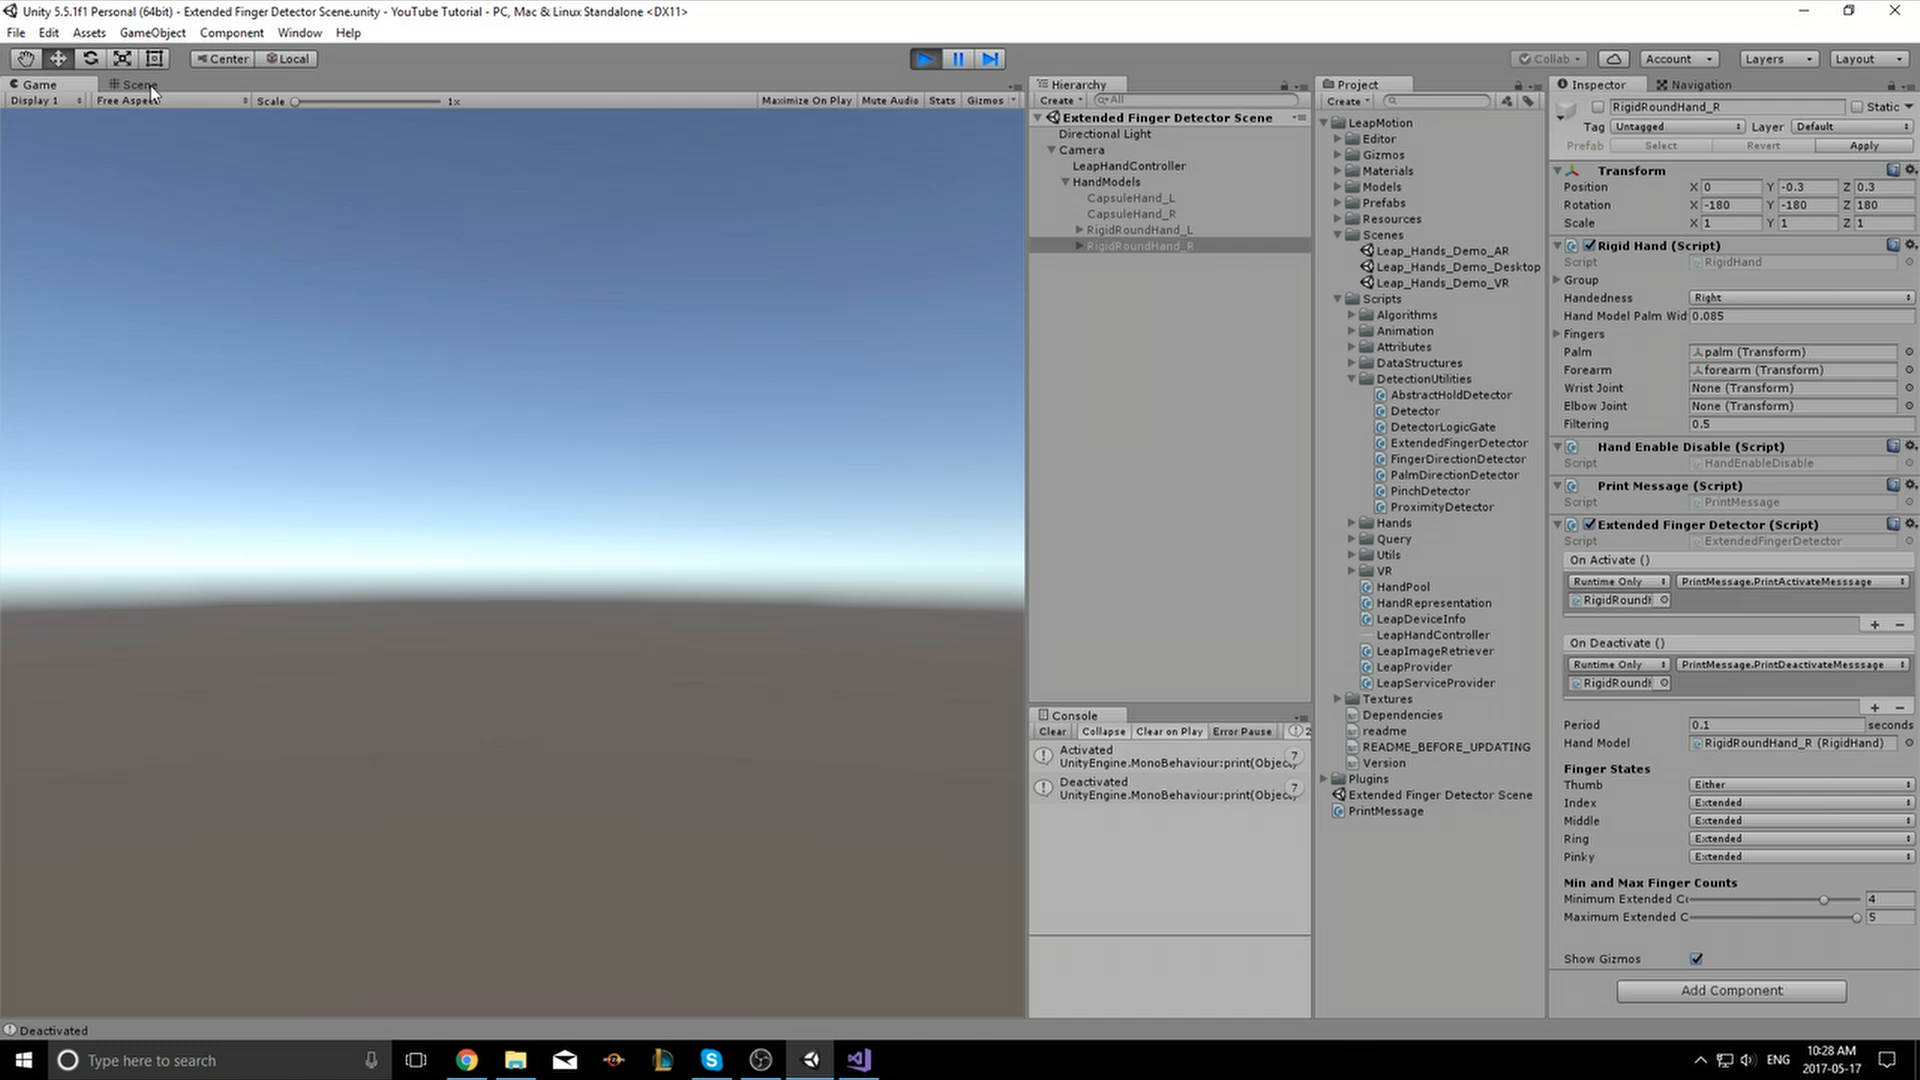 Unity 5.5.1f1 Personal (64bit) - Extended Finger Detector Scene.unity - YouTube Tutorial - PC, Mac & Linux Standalone <DX11>
File Edit Assets GameObject Component Window Help
Center Local
Collab Account Layers Layout
Game Scene
Display 1 Free Aspect Scale 1x Maximize On Play Mute Audio Stats Gizmos
Hierarchy
Create All
Extended Finger Detector Scene
Directional Light
Camera
LeapHandController
HandModels
CapsuleHand_L
CapsuleHand_R
RigidRoundHand_L
RigidRoundHand_R
Console
Clear Collapse Clear on Play Error Pause 2
Activated
UnityEngine.MonoBehaviour:print(Object) 7
Deactivated
UnityEngine.MonoBehaviour:print(Object) 7
Project
Create
LeapMotion
Editor
Gizmos
Materials
Models
Prefabs
Resources
Scenes
Leap_Hands_Demo_AR
Leap_Hands_Demo_Desktop
Leap_Hands_Demo_VR
Scripts
Algorithms
Animation
Attributes
DataStructures
DetectionUtilities
AbstractHoldDetector
Detector
DetectorLogicGate
ExtendedFingerDetector
FingerDirectionDetector
PalmDirectionDetector
PinchDetector
ProximityDetector
Hands
Query
Utils
VR
HandPool
HandRepresentation
LeapDeviceInfo
LeapHandController
LeapImageRetriever
LeapProvider
LeapServiceProvider
Textures
Dependencies
readme
README_BEFORE_UPDATING
Version
Plugins
Extended Finger Detector Scene
PrintMessage
Inspector Navigation
RigidRoundHand_R Static
Tag Untagged Layer Default
Prefab Select Revert Apply
Transform
Position X 0 Y -0.3 Z 0.3
Rotation X -180 Y -180 Z 180
Scale X 1 Y 1 Z 1
Rigid Hand (Script)
Script RigidHand
Group
Handedness Right
Hand Model Palm Wid 0.085
Fingers
Palm palm (Transform)
Forearm forearm (Transform)
Wrist Joint None (Transform)
Elbow Joint None (Transform)
Filtering 0.5
Hand Enable Disable (Script)
Script HandEnableDisable
Print Message (Script)
Script PrintMessage
Extended Finger Detector (Script)
Script ExtendedFingerDetector
On Activate ()
Runtime Only PrintMessage.PrintActivateMesssage
RigidRoundH
On Deactivate ()
Runtime Only PrintMessage.PrintDeactivateMesssage
RigidRoundH
Period 0.1 seconds
Hand Model RigidRoundHand_R (RigidHand)
Finger States
Thumb Either
Index Extended
Middle Extended
Ring Extended
Pinky Extended
Min and Max Finger Counts
Minimum Extended C 4
Maximum Extended C 5
Show Gizmos
Add Component
Deactivated
Type here to search
ENG
10:28 AM
2017-05-17